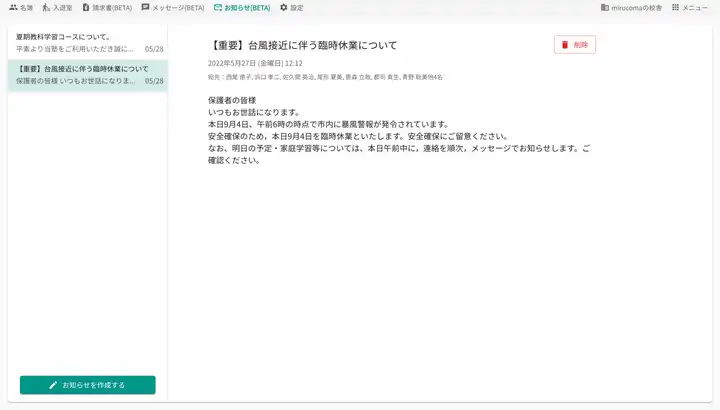 名簿 入退室 請求書(BETA) メッセージ(BETA) お知らせ(BETA) 設定 mirucomaの校舎 メニュー
夏期教科学習コースについて。
平素より当塾をご利用いただき誠に... 05/28
【重要】台風接近に伴う臨時休業について
保護者の皆様 いつもお世話になりま... 05/28
お知らせを作成する
【重要】台風接近に伴う臨時休業について
削除
2022年5月27日 (金曜日) 12:12
宛先：西尾 徳子, 浜口 孝二, 佐久間 英治, 尾形 夏美, 恩森 立哉, 都司 貴生, 青野 聡美他4名
保護者の皆様
いつもお世話になります。
本日9月4日、午前6時の時点で市内に暴風警報が発令されています。
安全確保のため，本日9月4日を臨時休業といたします。安全確保にご留意ください。
なお、明日の予定・家庭学習等については、本日午前中に，連絡を順次，メッセージでお知らせします。ご
確認ください。